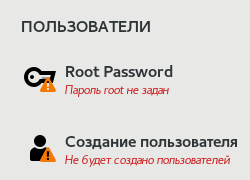 ПОЛЬЗОВАТЕЛИ
Root Password
Пароль root не задан
Создание пользователя
Не будет создано пользователей